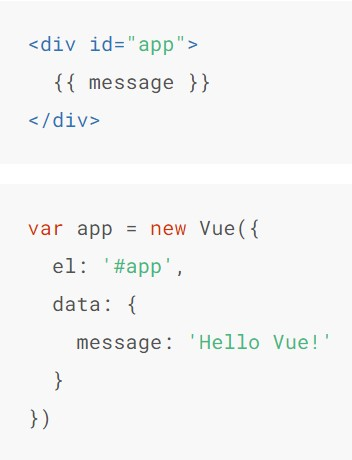 <div id="app">
  {{ message }}
</div>
var app = new Vue({
  el: '#app',
  data: {
    message: 'Hello Vue!'
  }
})